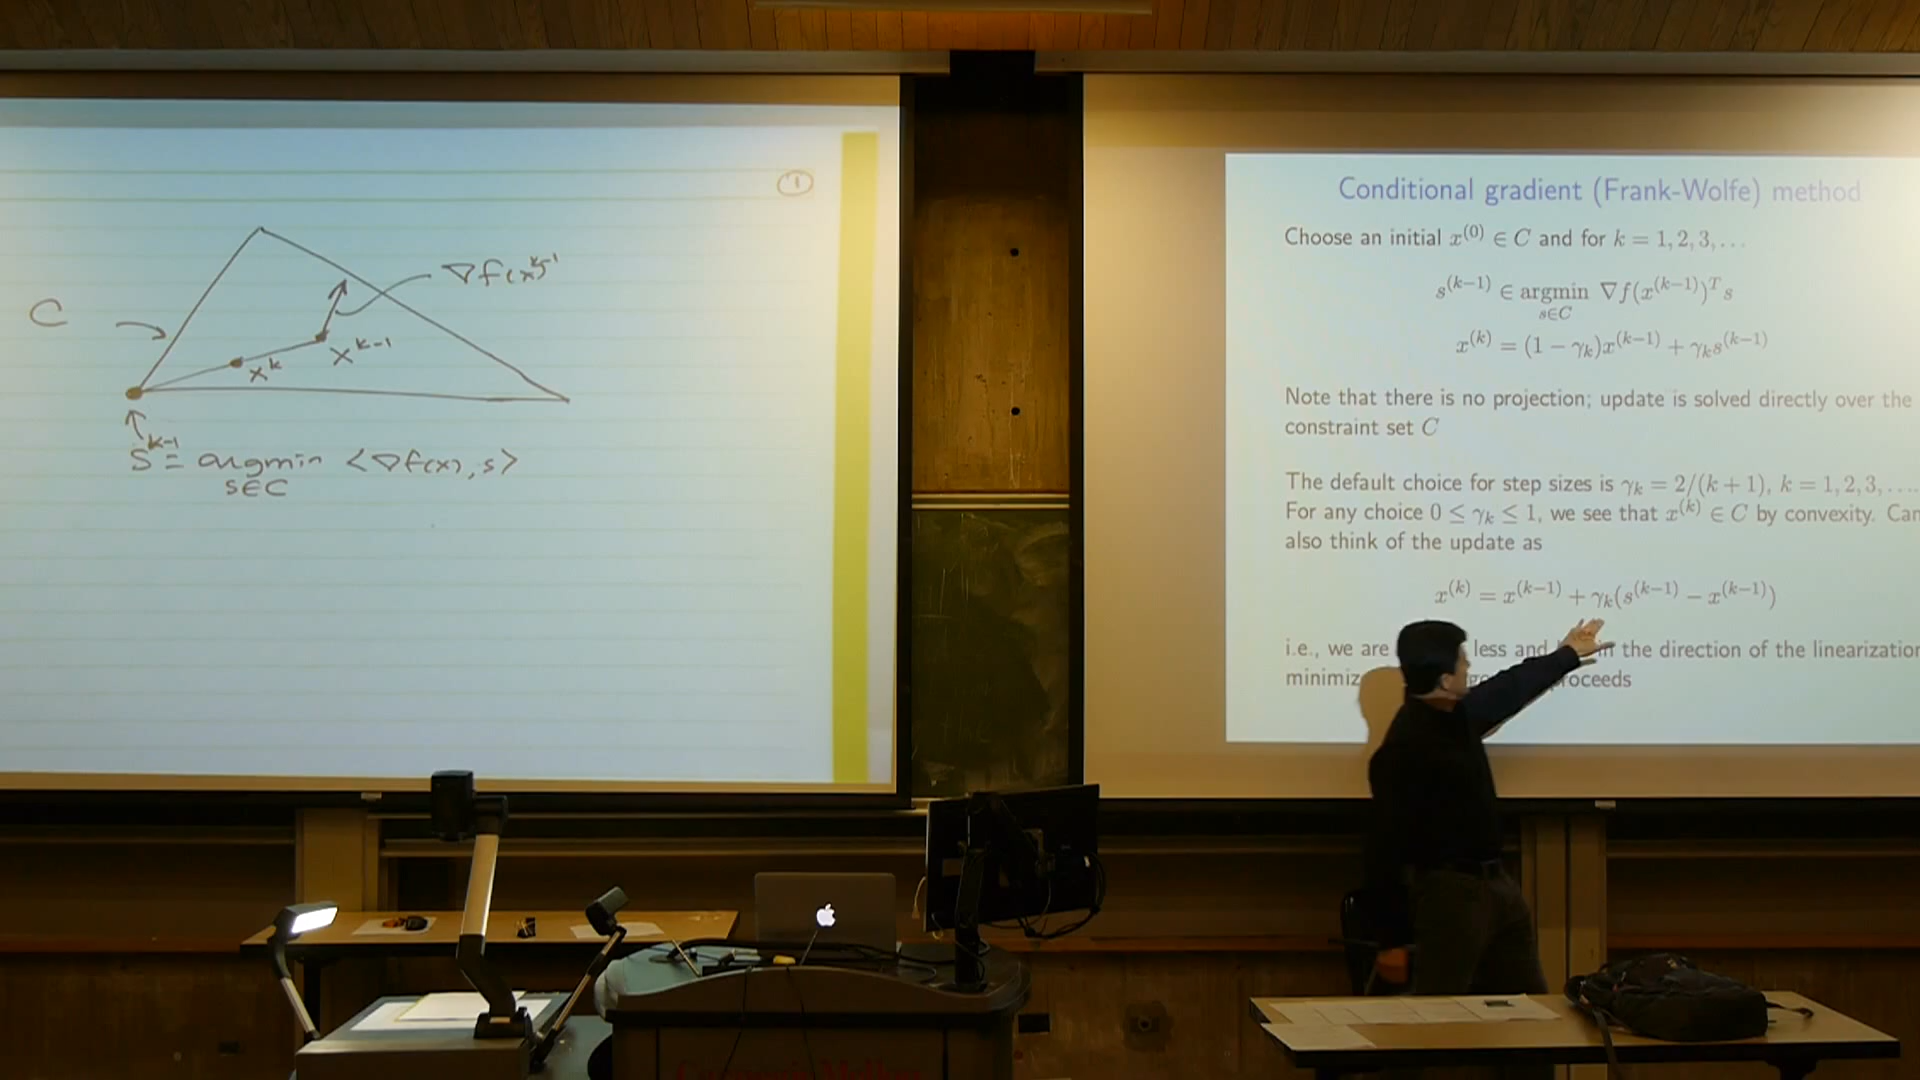 ①
∇f(x^{k-1})
C
x^{k-1}
x^k
s^{k-1} = argmin <∇f(x), s>
s∈C
Conditional gradient (Frank-Wolfe) method
Choose an initial x^{(0)} ∈ C and for k = 1, 2, 3, ...
s^{(k-1)} ∈ argmin ∇f(x^{(k-1)})^T s
s∈C
x^{(k)} = (1 − γ_k)x^{(k-1)} + γ_k s^{(k-1)}
Note that there is no projection; update is solved directly over the
constraint set C
The default choice for step sizes is γ_k = 2/(k + 1), k = 1, 2, 3, ....
For any choice 0 ≤ γ_k ≤ 1, we see that x^{(k)} ∈ C by convexity. Can
also think of the update as
x^{(k)} = x^{(k-1)} + γ_k(s^{(k-1)} − x^{(k-1)})
i.e., we are less and in the direction of the
Carnegie Mellon